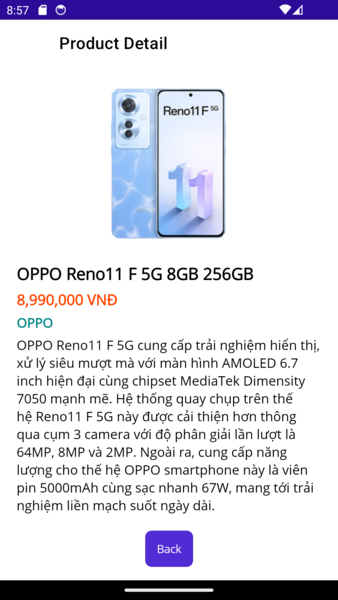 8:57
Product Detail
Reno11 F 5G
11
OPPO Reno11 F 5G 8GB 256GB
8,990,000 VNĐ
OPPO
OPPO Reno11 F 5G cung cấp trải nghiệm hiển thị,
xử lý siêu mượt mà với màn hình AMOLED 6.7
inch hiện đại cùng chipset MediaTek Dimensity
7050 mạnh mẽ. Hệ thống quay chụp trên thế
hệ Reno11 F 5G này được cải thiện hơn thông
qua cụm 3 camera với độ phân giải lần lượt là
64MP, 8MP và 2MP. Ngoài ra, cung cấp năng
lượng cho thế hệ OPPO smartphone này là viên
pin 5000mAh cùng sạc nhanh 67W, mang tới trải
nghiệm liền mạch suốt ngày dài.
Back